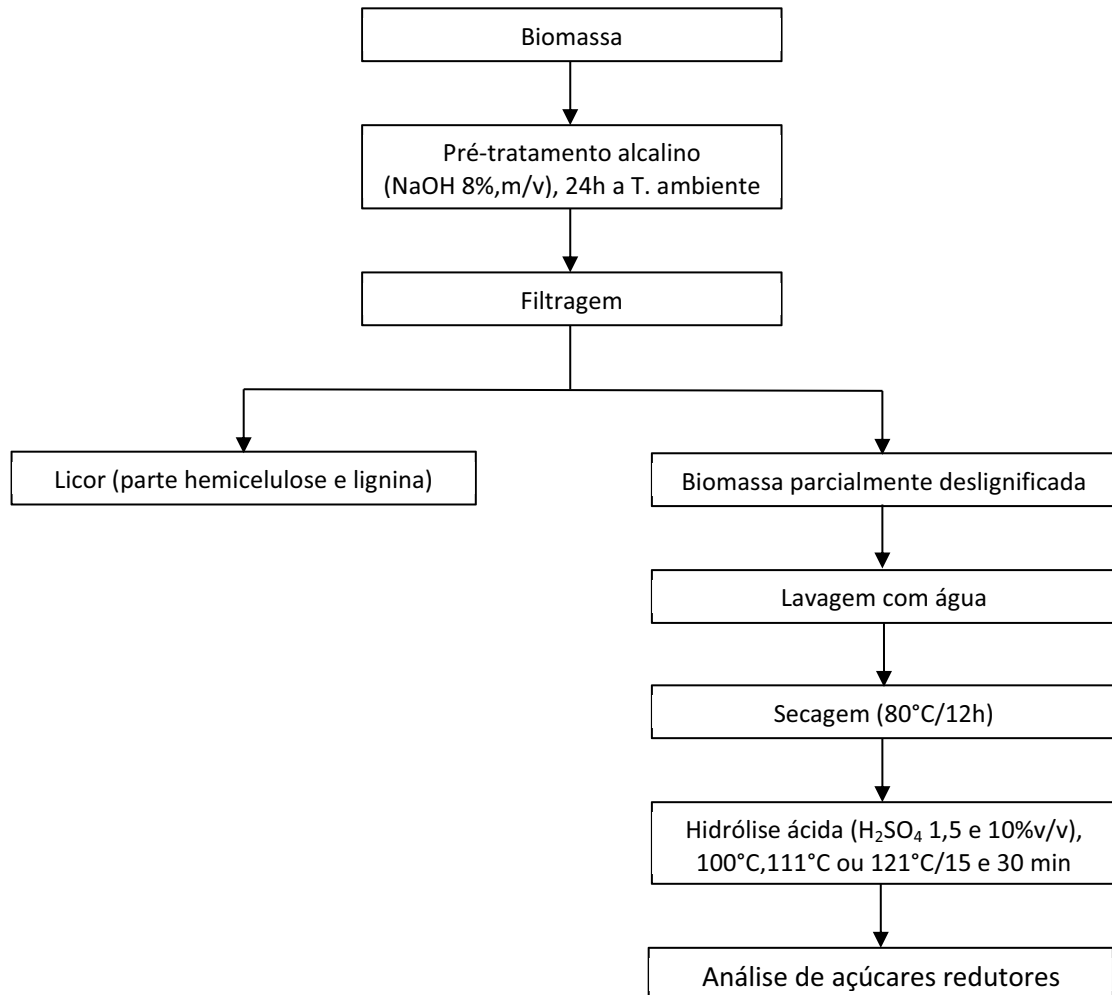 Biomassa
Pré-tratamento alcalino
(NaOH 8%,m/v), 24h a T. ambiente
Filtragem
Licor (parte hemicelulose e lignina)
Biomassa parcialmente deslignificada
Lavagem com água
Secagem (80°C/12h)
Hidrólise ácida (H₂SO₄ 1,5 e 10%v/v),
100°C,111°C ou 121°C/15 e 30 min
Análise de açúcares redutores